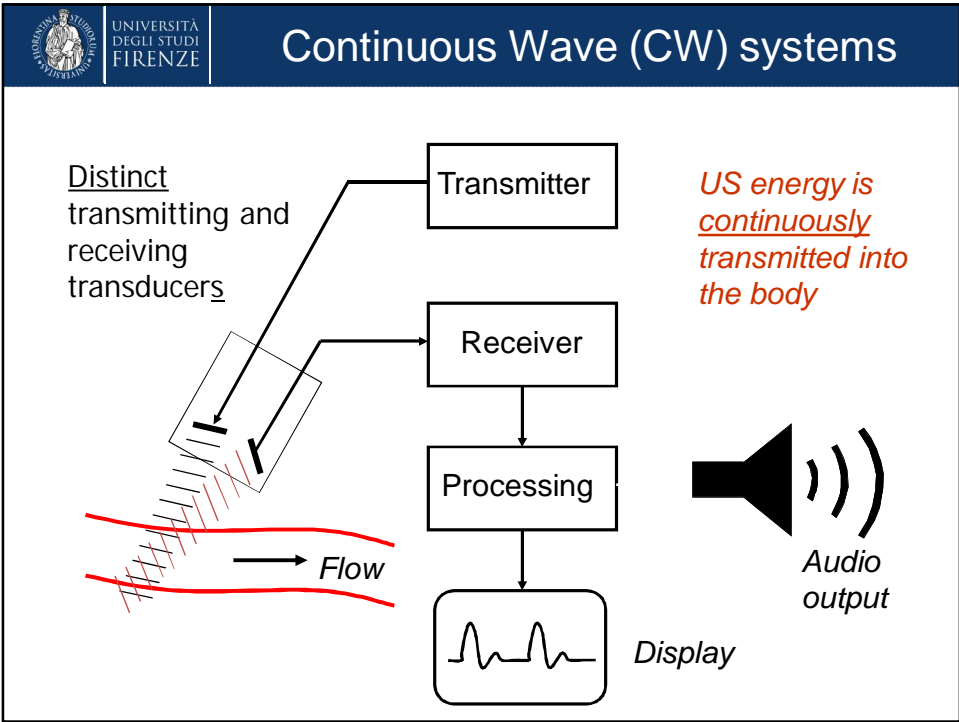 UNIVERSITÀ
DEGLI STUDI
FIRENZE
Continuous Wave (CW) systems
Distinct
transmitting and
receiving
transducers
Transmitter
US energy is
continuously
transmitted into
the body
Receiver
Processing
Flow
Audio
output
Display